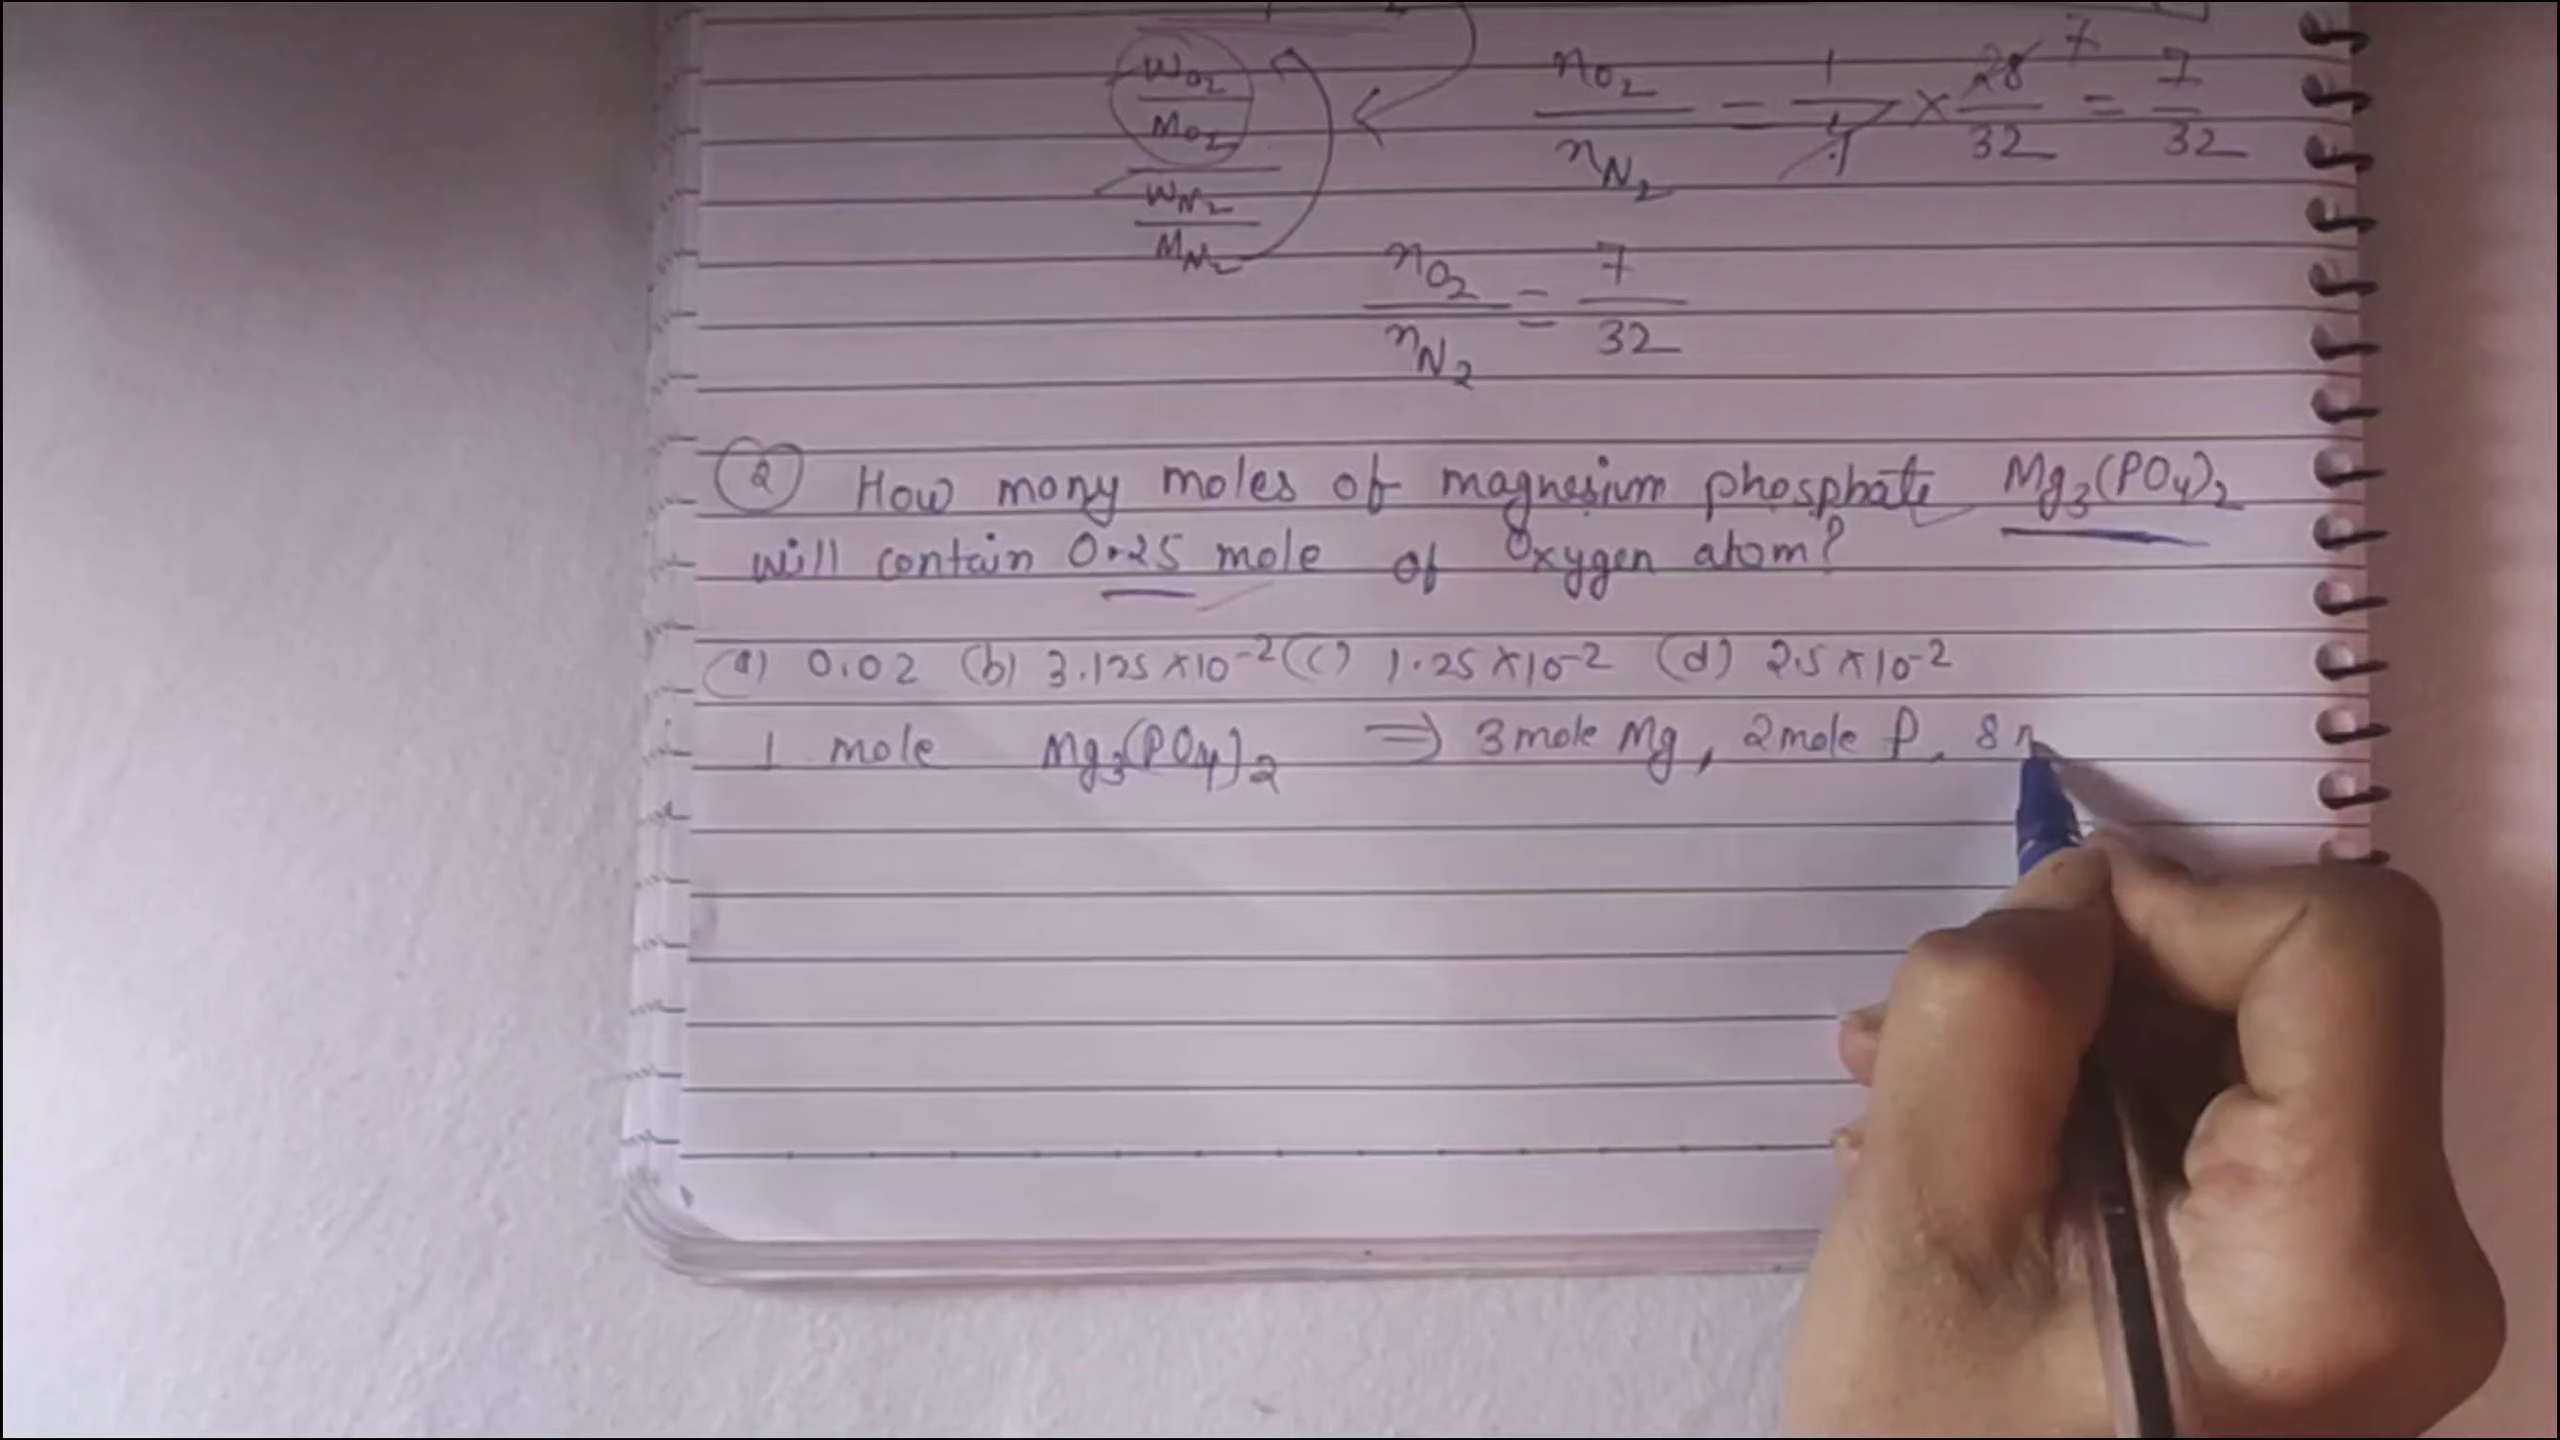 wO₂ / MO₂
wN₂ / MN₂
nO₂ / nN₂ = 1 / 4 × 28 7 / 32 = 7 / 32
nO₂ / nN₂ = 7 / 32
② How many moles of magnesium phosphate Mg₃(PO₄)₂
will contain 0.25 mole of Oxygen atom?
(a) 0.02 (b) 3.125 × 10⁻² (c) 1.25 × 10⁻² (d) 2.5 × 10⁻²
1 mole Mg₃(PO₄)₂ ⇒ 3 mole Mg, 2 mole P, 8